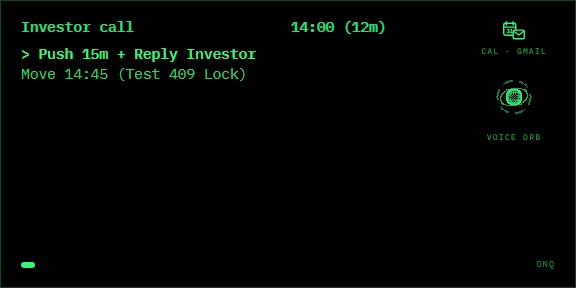 Investor call 14:00 (12m)
> Push 15m + Reply Investor
Move 14:45 (Test 409 Lock)
31
CAL · GMAIL
VOICE ORB
ONQ